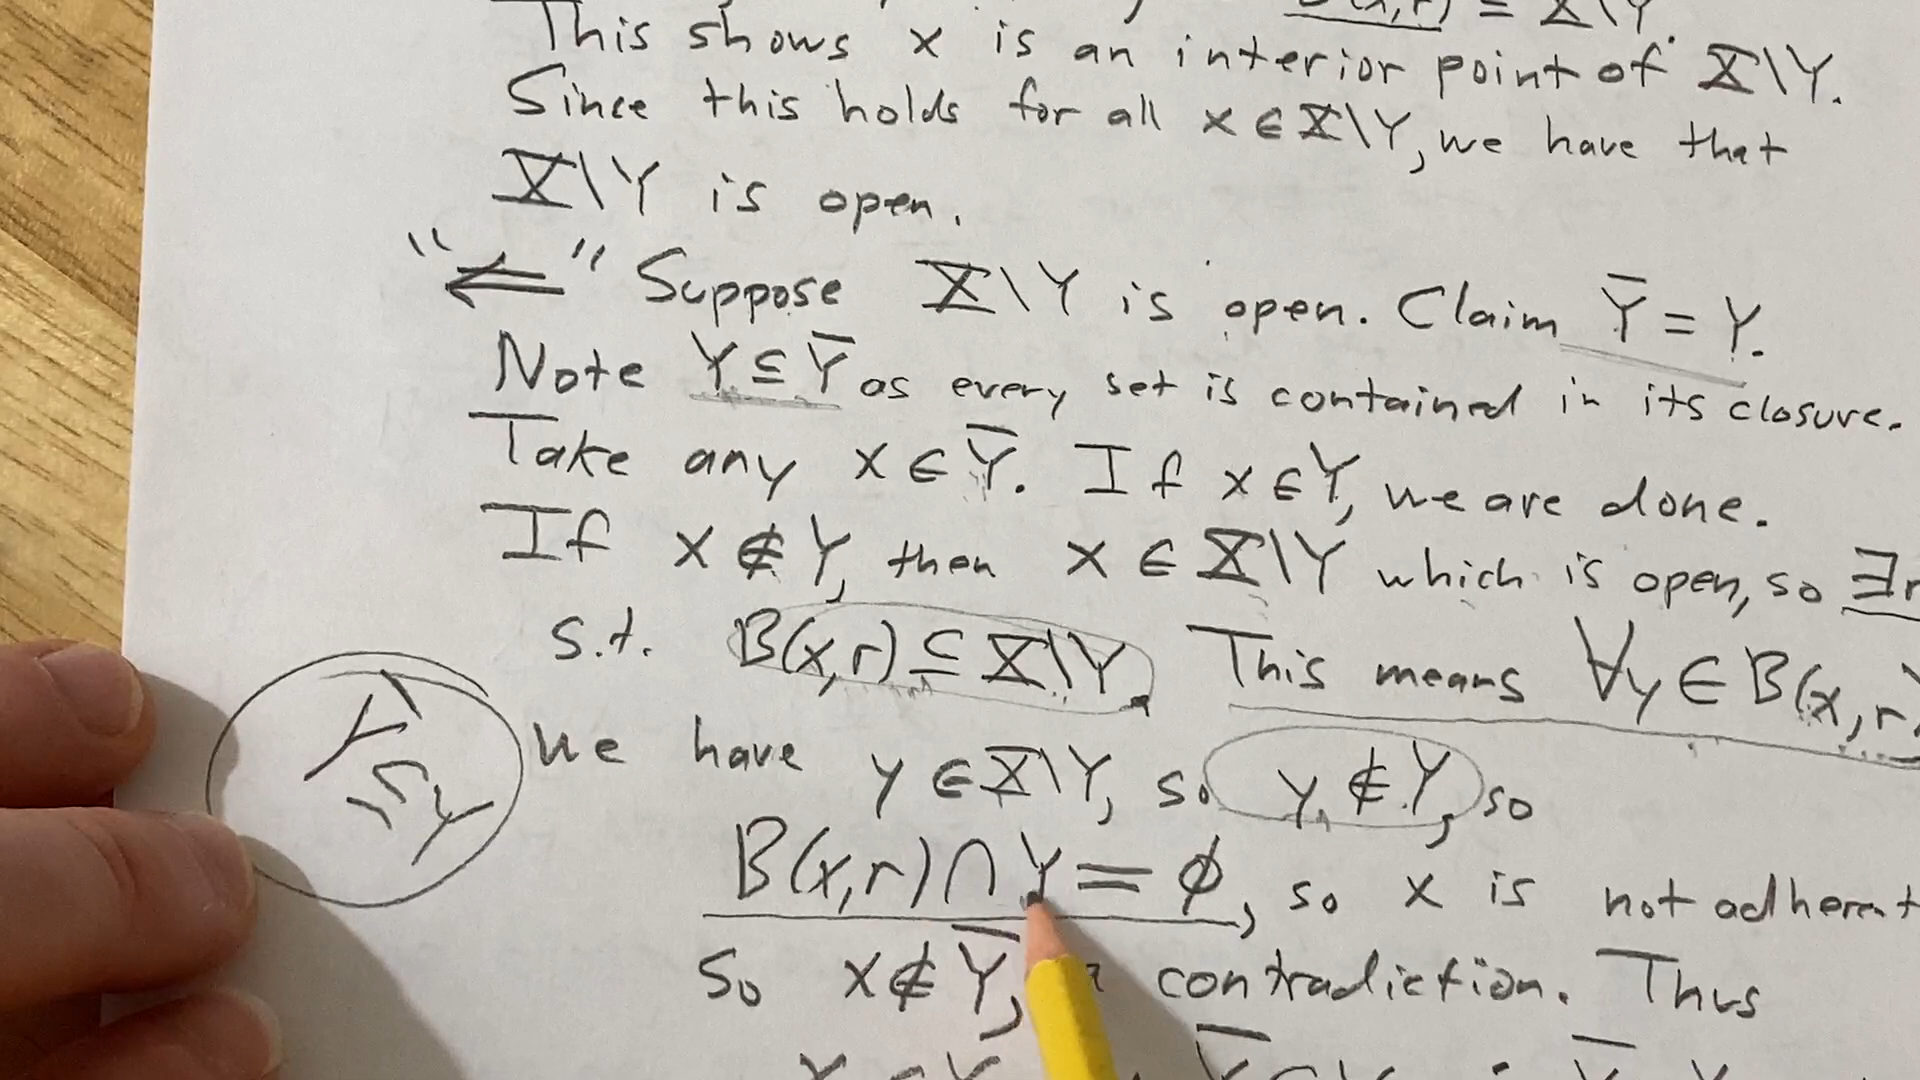 B(x,r) ⊆ X\Y.
This shows x is an interior point of X\Y.
Since this holds for all x ∈ X\Y, we have that
X\Y is open.
"⇐" Suppose X\Y is open. Claim Ȳ = Y.
Note Y ⊆ Ȳ as every set is contained in its closure.
Take any x ∈ Ȳ. If x ∈ Y, we are done.
If x ∉ Y, then x ∈ X\Y which is open, so ∃r
s.t. B(x,r) ⊆ X\Y. This means ∀y ∈ B(x,r)
we have y ∈ X\Y, so y ∉ Y, so
B(x,r) ∩ Y = ϕ, so x is not adherent
so x ∉ Ȳ, a contradiction. Thus